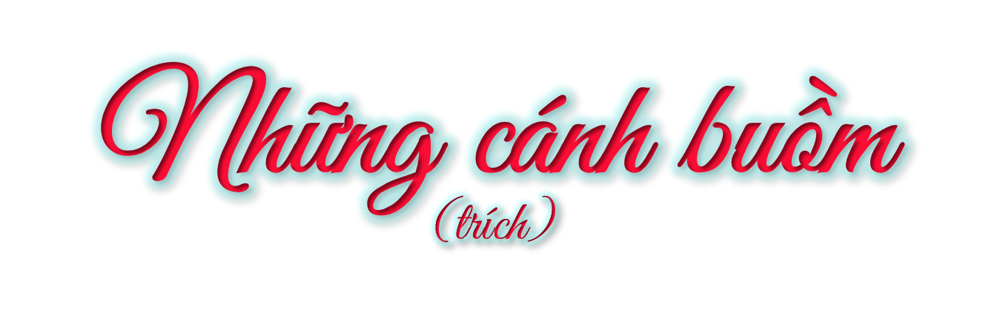 Những cánh buồm
(trích)